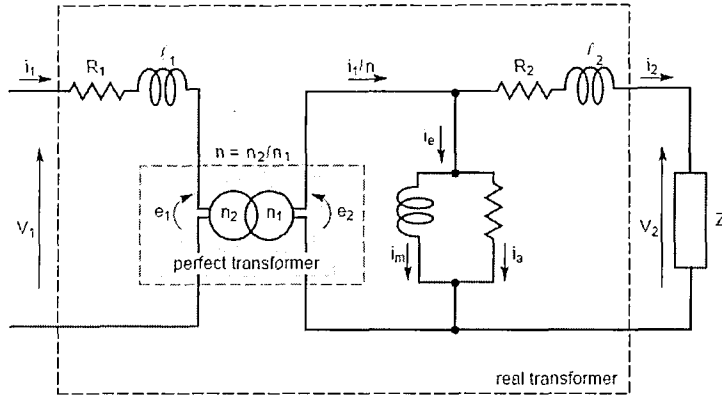 i₁
R₁
ℓ₁
i₁/n
R₂
ℓ₂
i₂
n = n₂/n₁
iₑ
V₁
e₁
n₂
n₁
e₂
V₂
Z
perfect transformer
iₘ
iₐ
real transformer